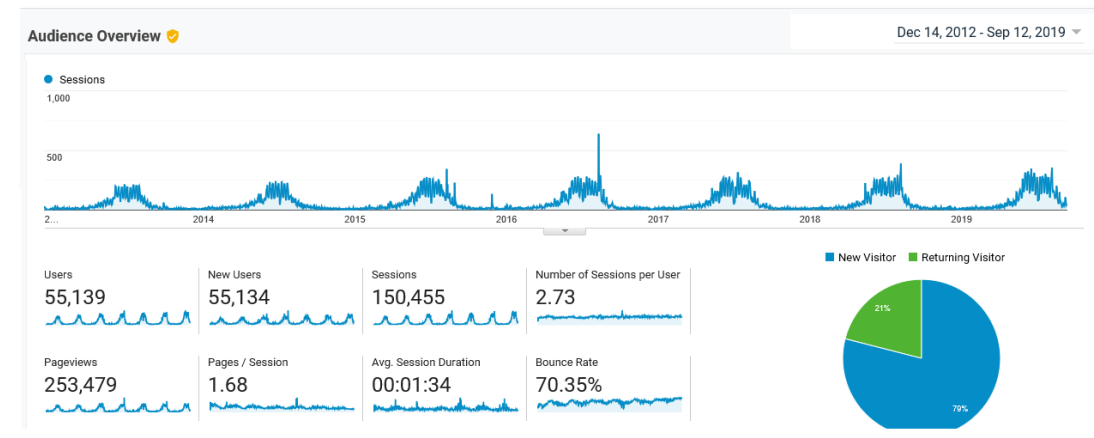 Audience Overview
Dec 14, 2012 - Sep 12, 2019
Sessions
1,000
500
2...
2014
2015
2016
2017
2018
2019
New Visitor
Returning Visitor
Users
55,139
New Users
55,134
Sessions
150,455
Number of Sessions per User
2.73
Pageviews
253,479
Pages / Session
1.68
Avg. Session Duration
00:01:34
Bounce Rate
70.35%
21%
79%